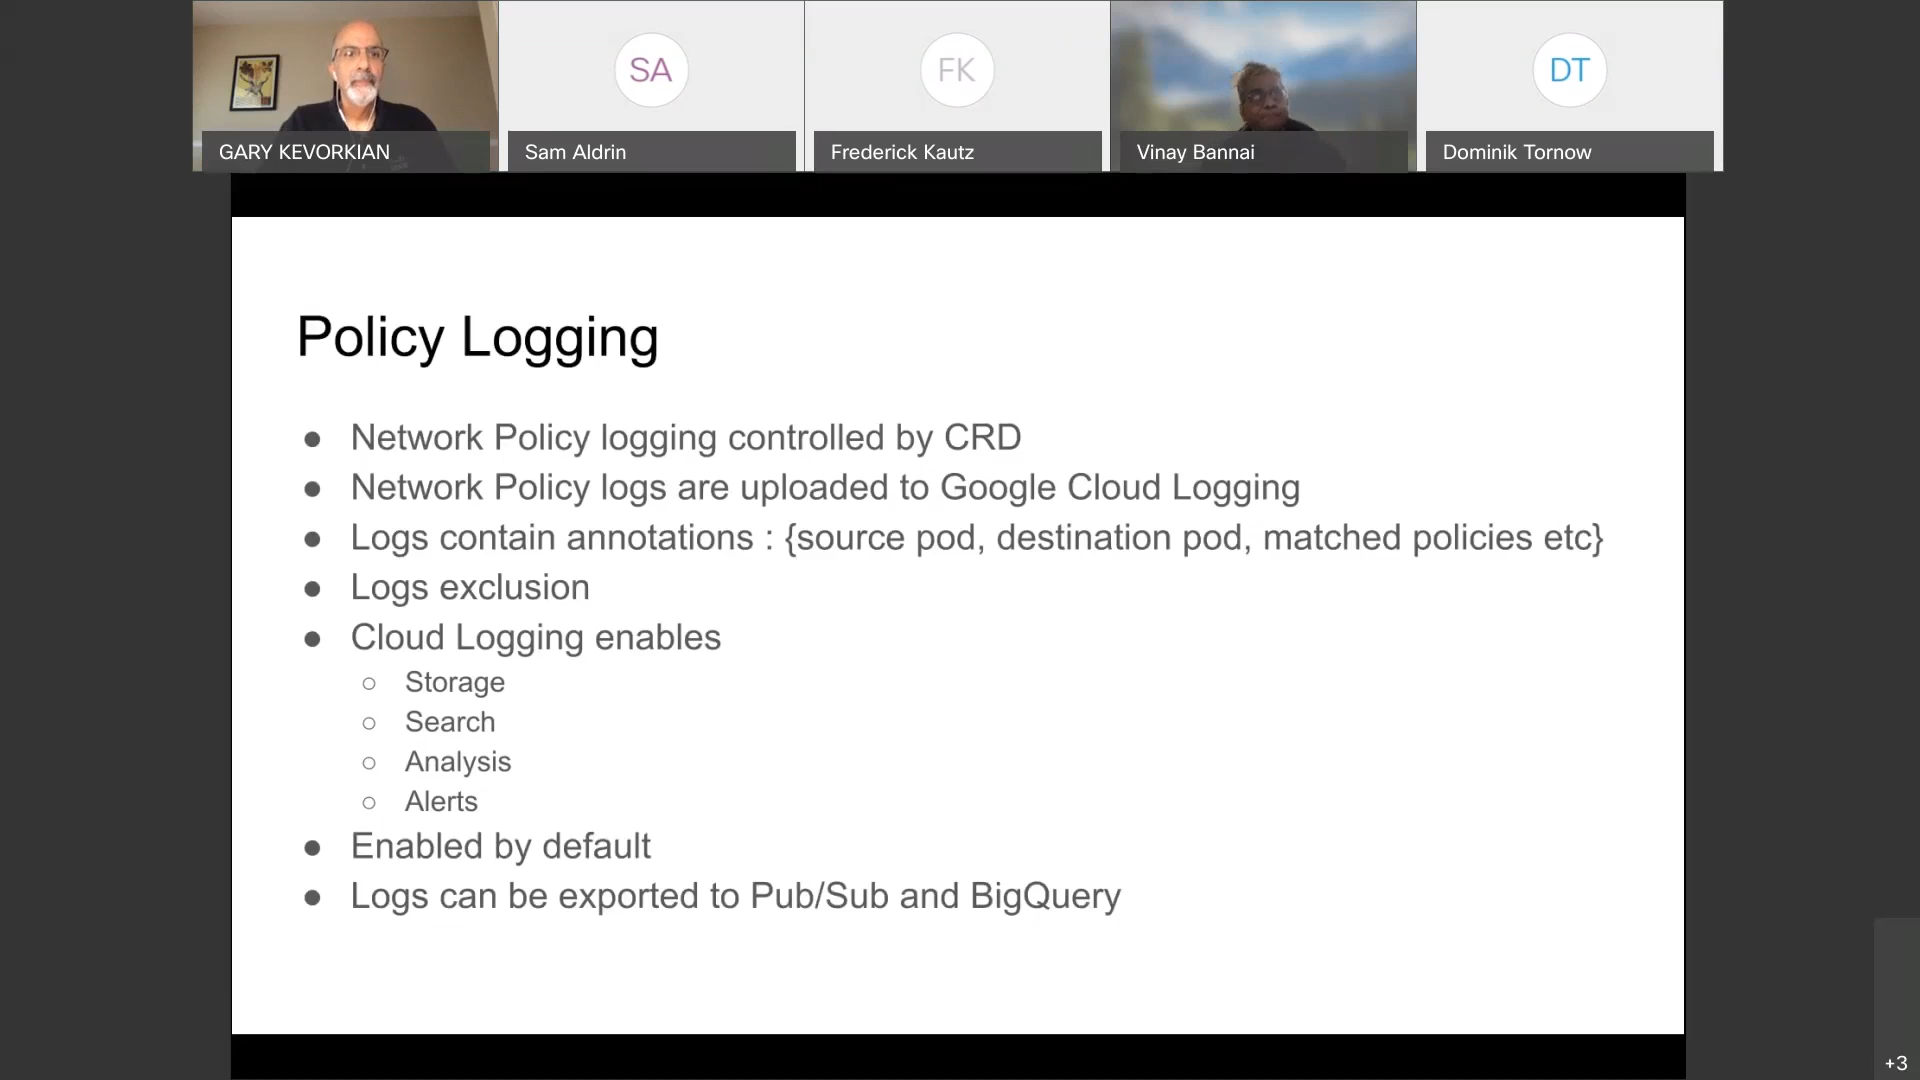 GARY KEVORKIAN
SA
Sam Aldrin
FK
Frederick Kautz
Vinay Bannai
DT
Dominik Tornow
Policy Logging
● Network Policy logging controlled by CRD
● Network Policy logs are uploaded to Google Cloud Logging
● Logs contain annotations : {source pod, destination pod, matched policies etc}
● Logs exclusion
● Cloud Logging enables
○ Storage
○ Search
○ Analysis
○ Alerts
● Enabled by default
● Logs can be exported to Pub/Sub and BigQuery
+3